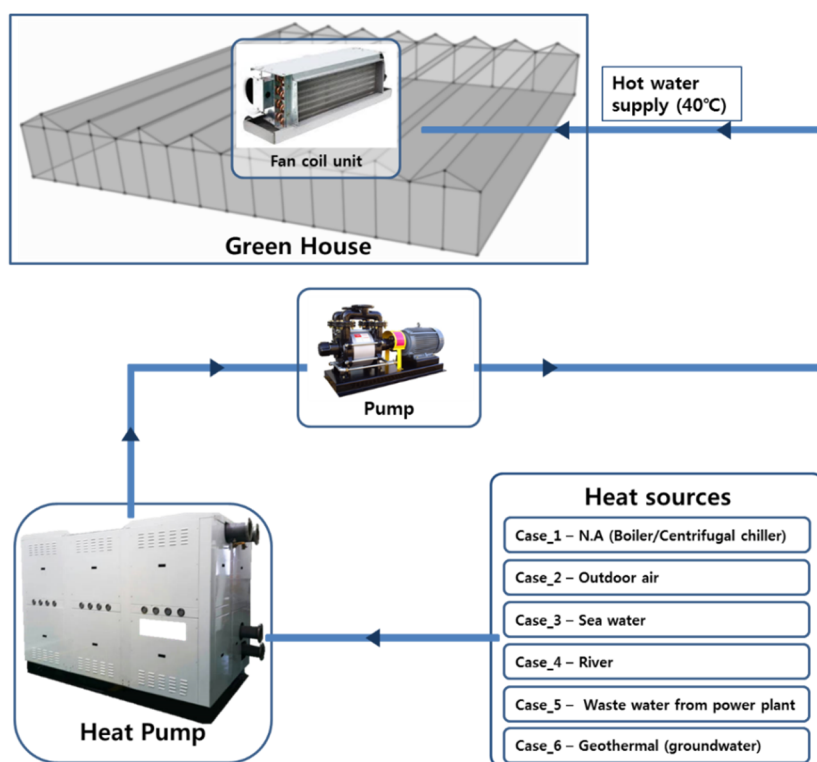 Hot water
supply (40℃)
Fan coil unit
Green House
Pump
Heat sources
Case_1 – N.A (Boiler/Centrifugal chiller)
Case_2 – Outdoor air
Case_3 – Sea water
Case_4 – River
Case_5 – Waste water from power plant
Case_6 – Geothermal (groundwater)
Heat Pump